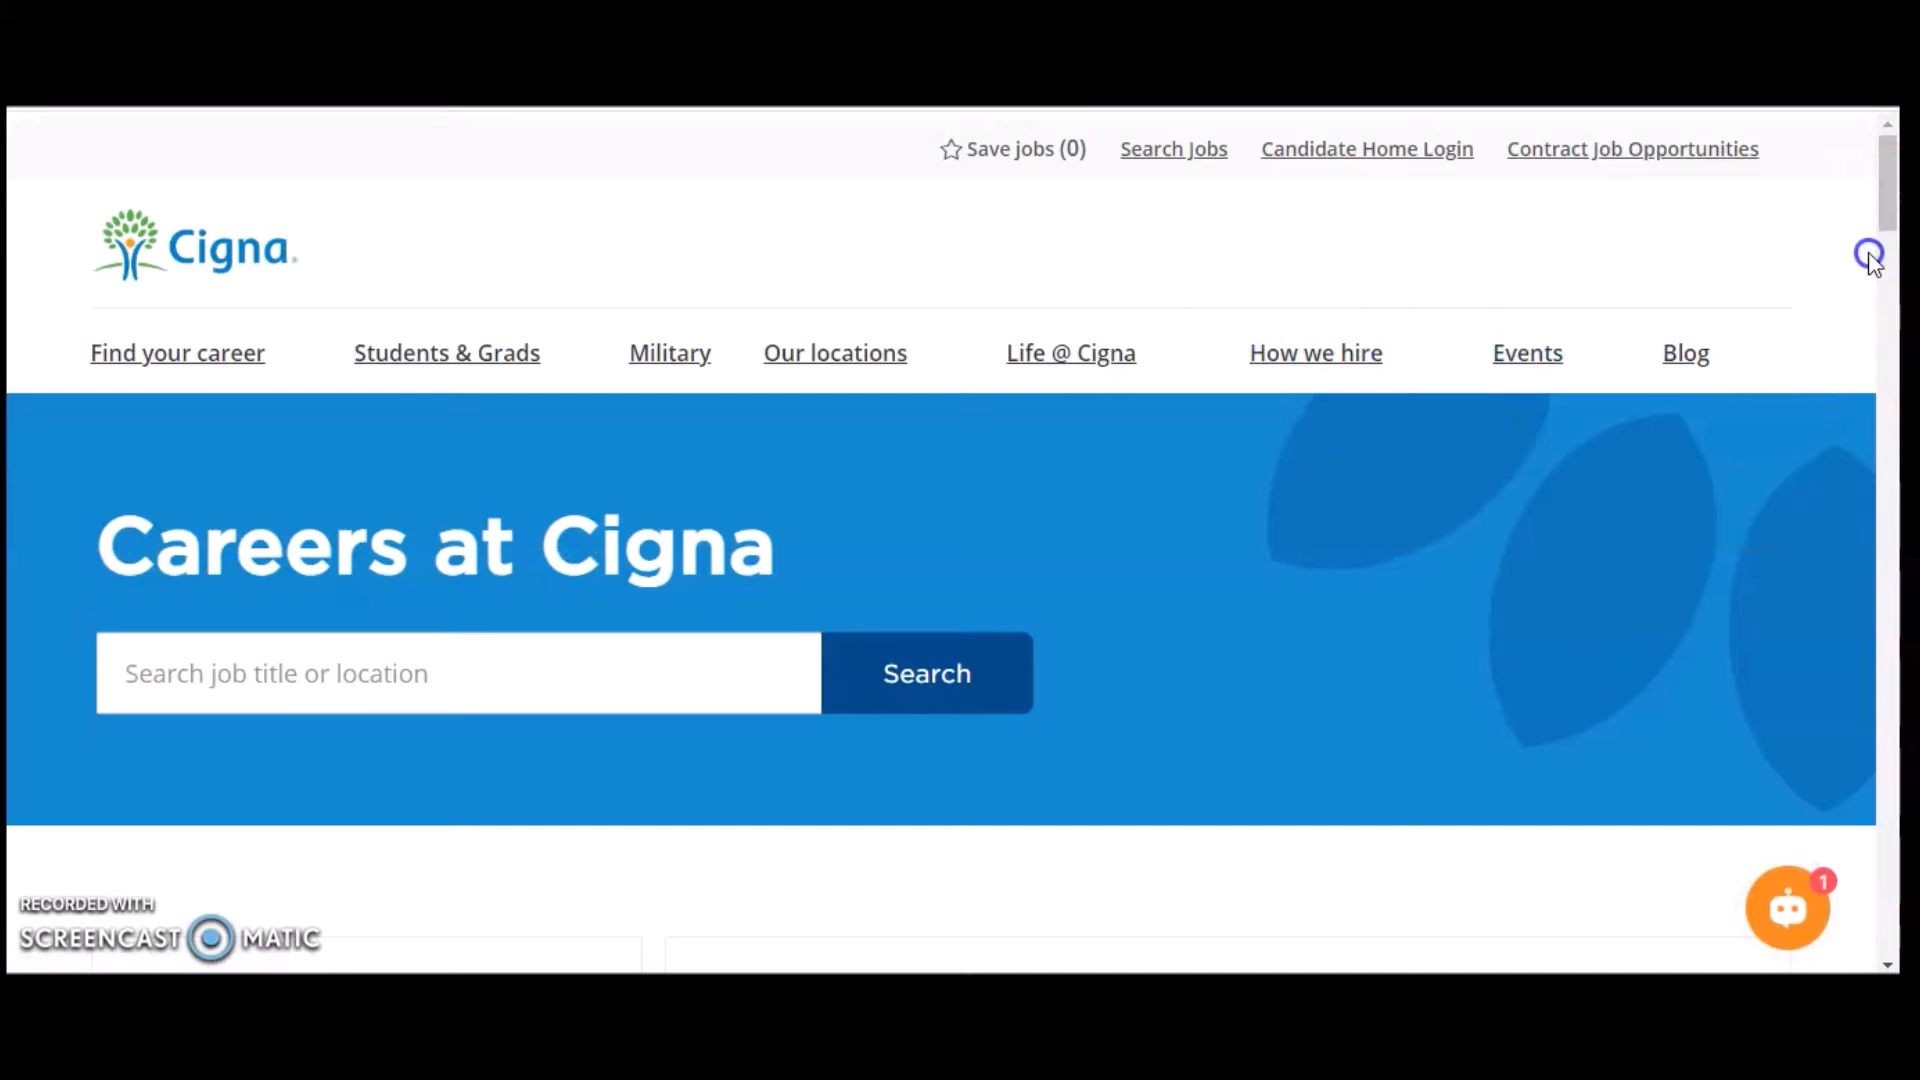 Save jobs (0) Search Jobs Candidate Home Login Contract Job Opportunities
Cigna
Find your career Students & Grads Military Our locations Life @ Cigna How we hire Events Blog
Careers at Cigna
Search job title or location Search
1
RECORDED WITH
SCREENCAST MATIC